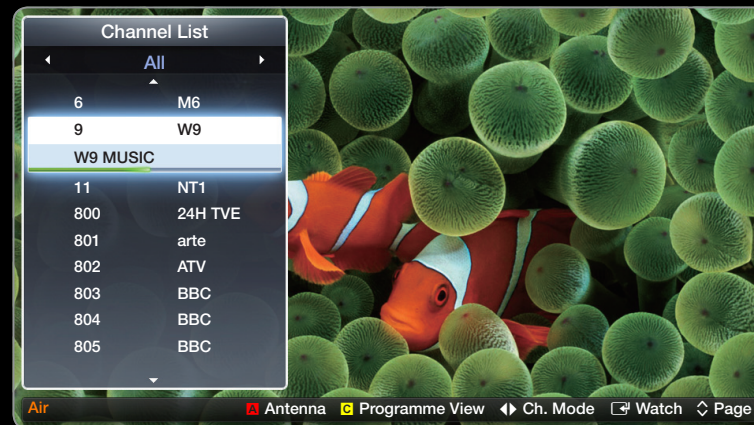 Channel List
All
6 M6
9 W9
W9 MUSIC
11 NT1
800 24H TVE
801 arte
802 ATV
803 BBC
804 BBC
805 BBC
Air A Antenna C Programme View Ch. Mode Watch Page